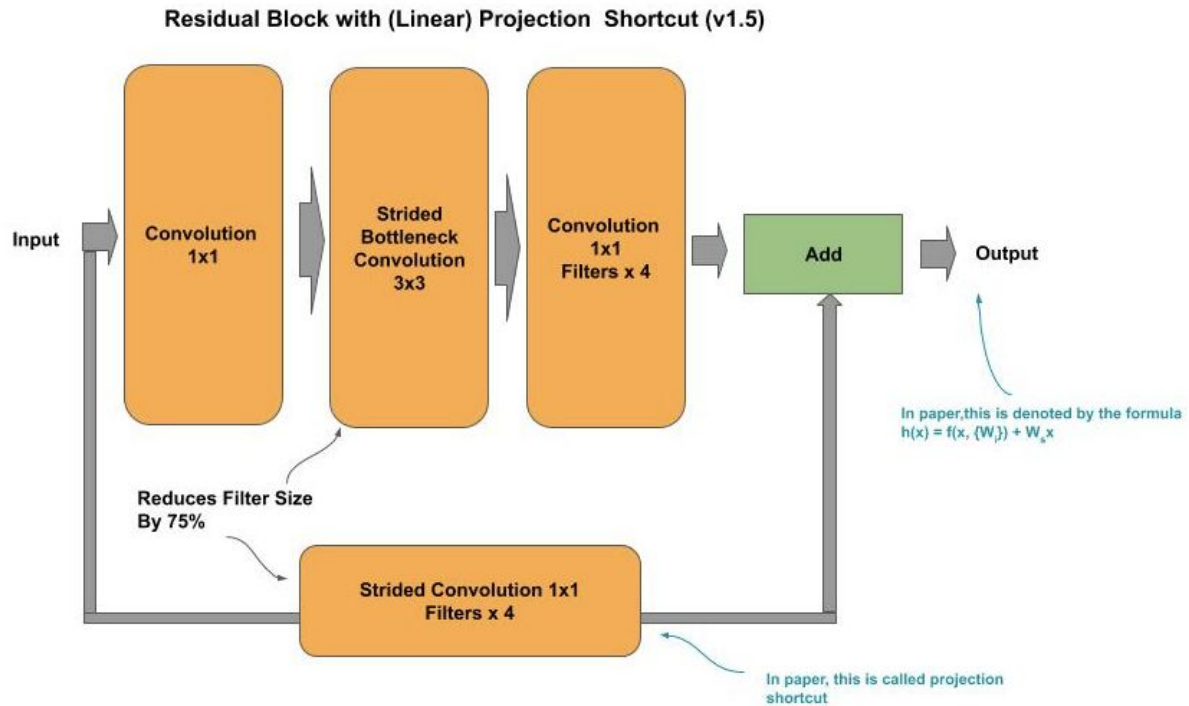 Residual Block with (Linear) Projection Shortcut (v1.5)
Input
Convolution
1x1
Strided
Bottleneck
Convolution
3x3
Convolution
1x1
Filters x 4
Add
Output
In paper,this is denoted by the formula
h(x) = f(x, {Wᵢ}) + Wₛx
Reduces Filter Size
By 75%
Strided Convolution 1x1
Filters x 4
In paper, this is called projection
shortcut